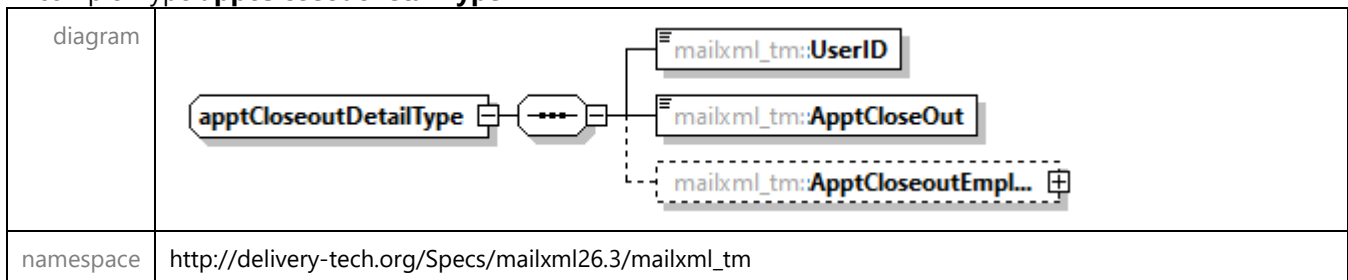 diagram
mailxml_tm::UserID
apptCloseoutDetailType
mailxml_tm::ApptCloseOut
mailxml_tm::ApptCloseoutEmpl...
namespace
http://delivery-tech.org/Specs/mailxml26.3/mailxml_tm